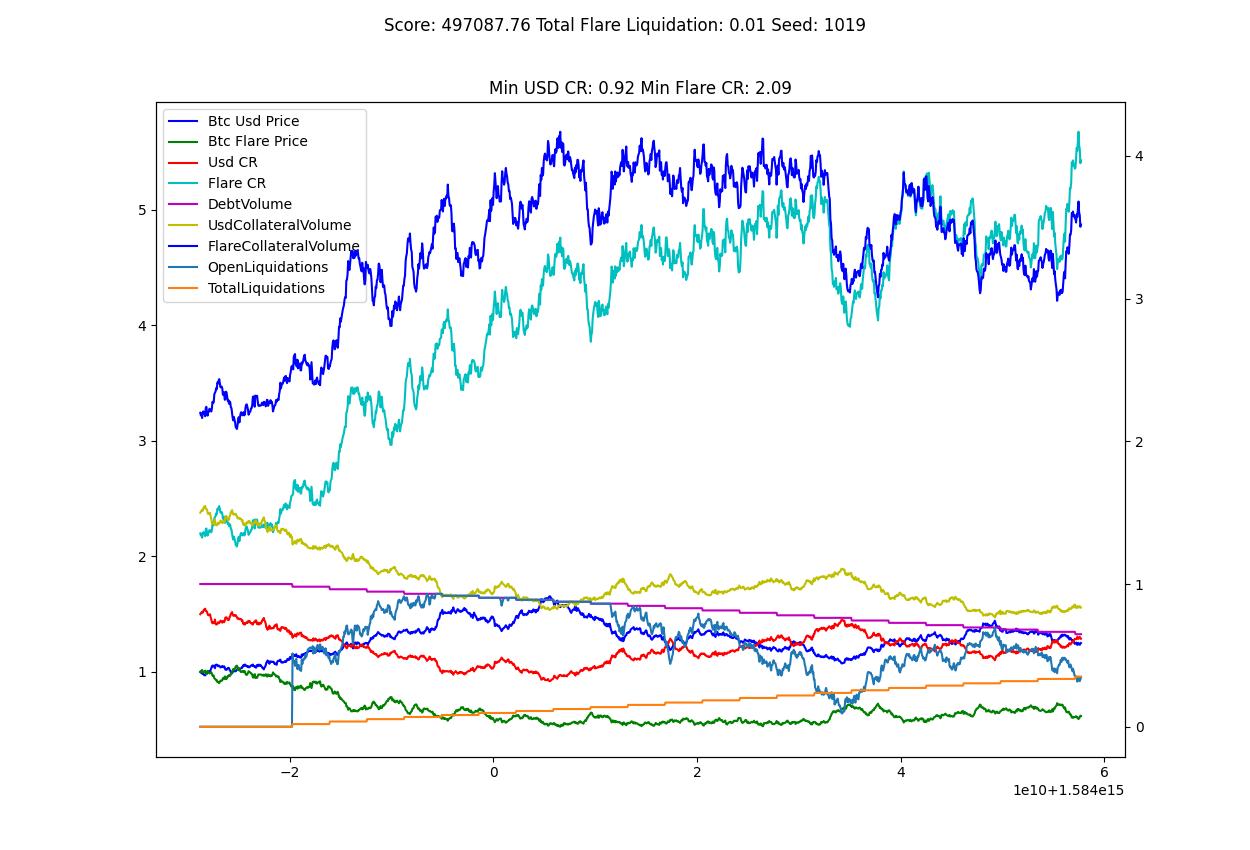 Score: 497087.76 Total Flare Liquidation: 0.01 Seed: 1019
Min USD CR: 0.92 Min Flare CR: 2.09
Btc Usd Price
Btc Flare Price
Usd CR
Flare CR
DebtVolume
UsdCollateralVolume
FlareCollateralVolume
OpenLiquidations
TotalLiquidations
5
4
3
2
1
4
3
2
1
0
−2
0
2
4
6
1e10+1.584e15